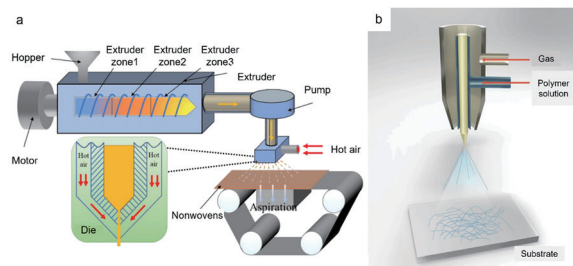 a
Hopper
Extruder
zone1
Extruder
zone2
Extruder
zone3
Extruder
Pump
Motor
Hot
air
Hot
air
Die
Hot air
Nonwovens
Aspiration
b
Gas
Polymer
solution
Substrate